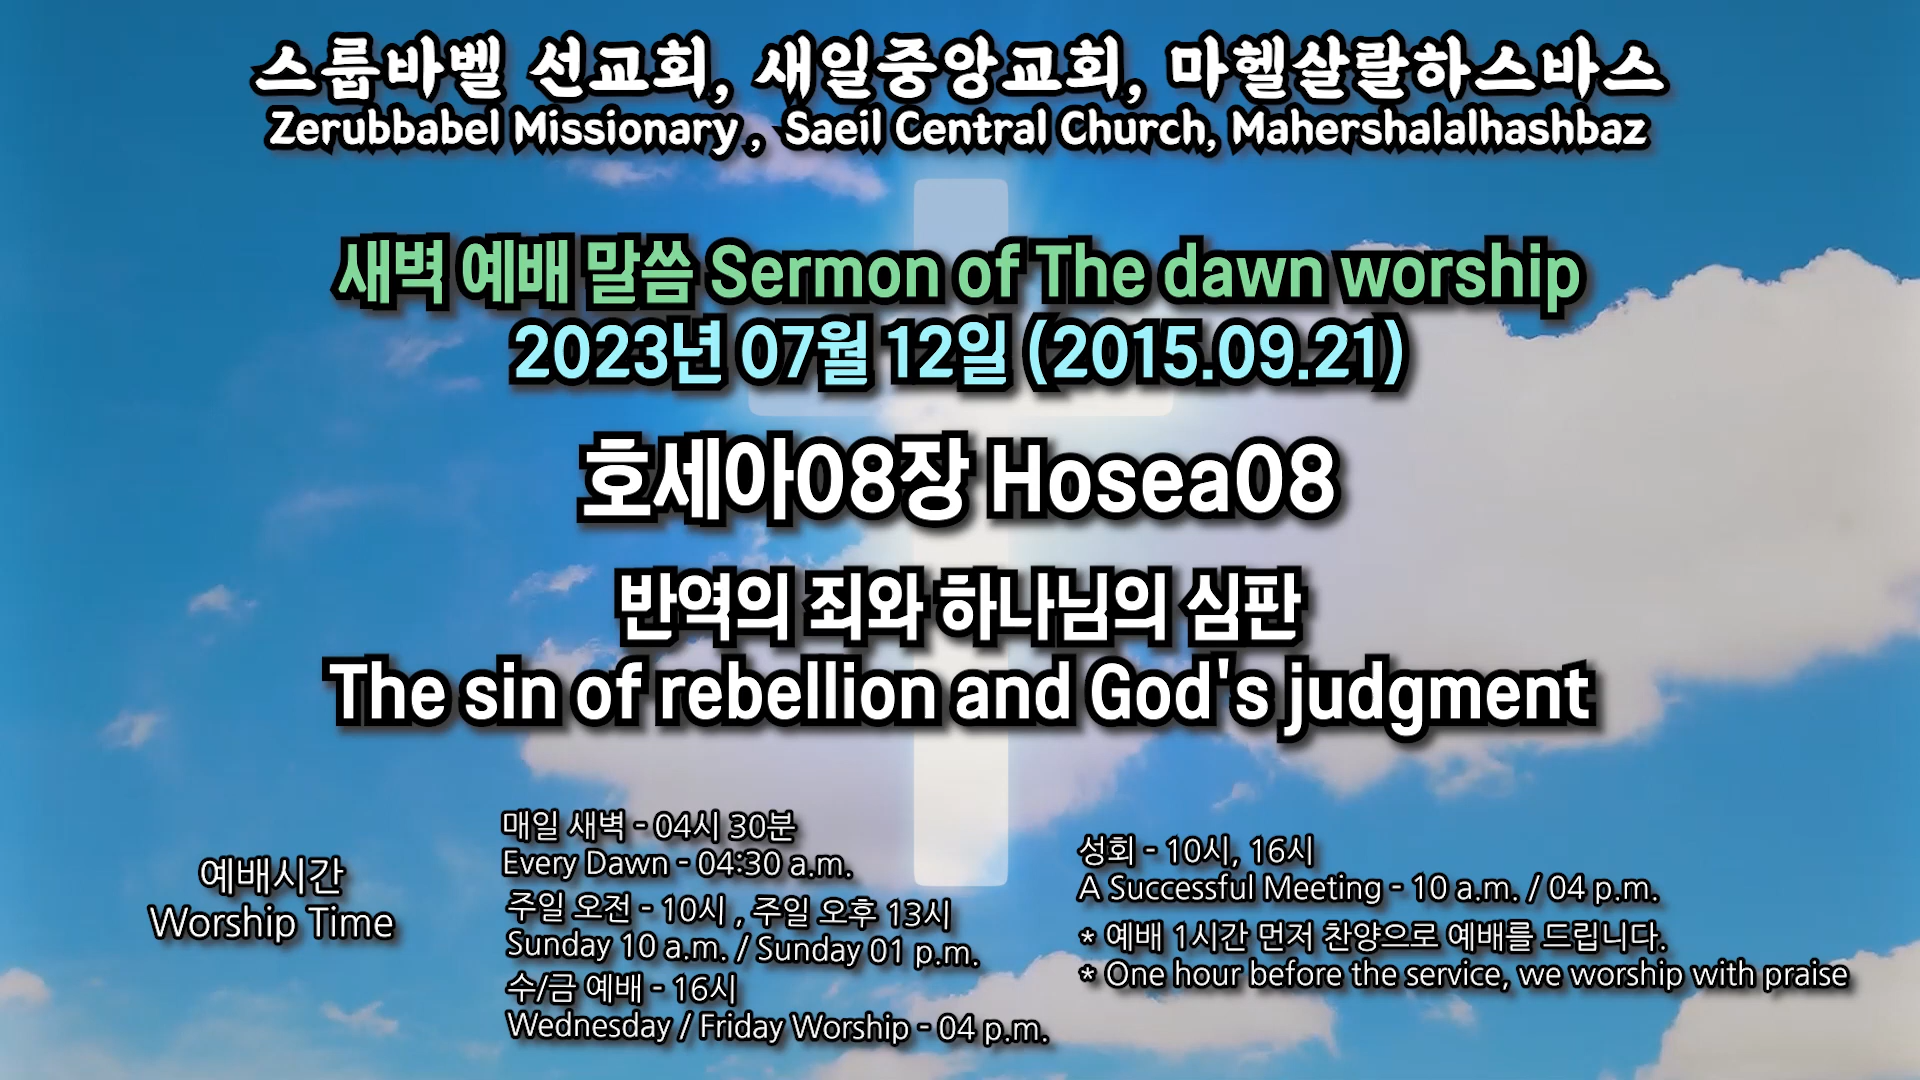 스룹바벨 선교회, 새일중앙교회, 마헬살랄하스바스
Zerubbabel Missionary , Saeil Central Church, Mahershalalhashbaz
새벽 예배 말씀 Sermon of The dawn worship
2023년 07월 12일 (2015.09.21)
호세아08장 Hosea08
반역의 죄와 하나님의 심판
The sin of rebellion and God's judgment
예배시간
Worship Time
매일 새벽 - 04시 30분
Every Dawn - 04:30 a.m.
주일 오전 - 10시 , 주일 오후 13시
Sunday 10 a.m. / Sunday 01 p.m.
수/금 예배 - 16시
Wednesday / Friday Worship - 04 p.m.
성회 - 10시, 16시
A Successful Meeting - 10 a.m. / 04 p.m.
* 예배 1시간 먼저 찬양으로 예배를 드립니다.
* One hour before the service, we worship with praise